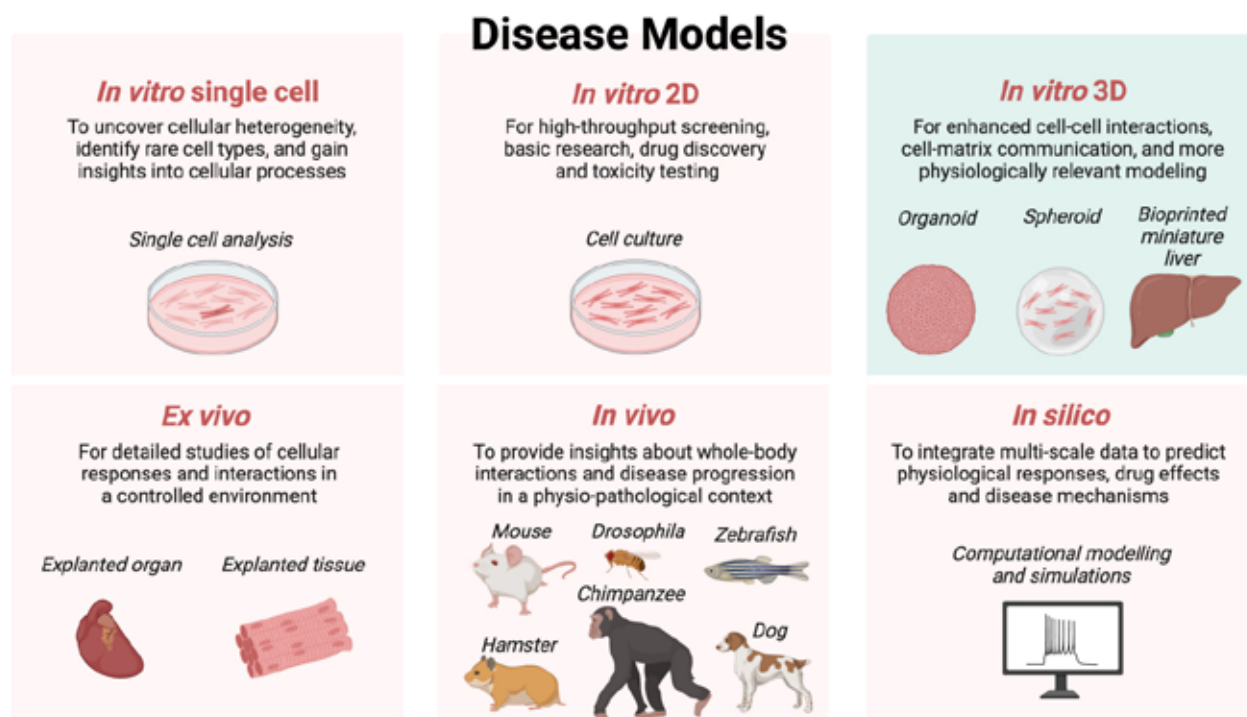 Disease Models
In vitro single cell
To uncover cellular heterogeneity,
identify rare cell types, and gain
insights into cellular processes
Single cell analysis
In vitro 2D
For high-throughput screening,
basic research, drug discovery
and toxicity testing
Cell culture
In vitro 3D
For enhanced cell-cell interactions,
cell-matrix communication, and more
physiologically relevant modeling
Organoid
Spheroid
Bioprinted
miniature
liver
Ex vivo
For detailed studies of cellular
responses and interactions in
a controlled environment
Explanted organ
Explanted tissue
In vivo
To provide insights about whole-body
interactions and disease progression
in a physio-pathological context
Mouse
Drosophila
Zebrafish
Chimpanzee
Hamster
Dog
In silico
To integrate multi-scale data to predict
physiological responses, drug effects
and disease mechanisms
Computational modelling
and simulations